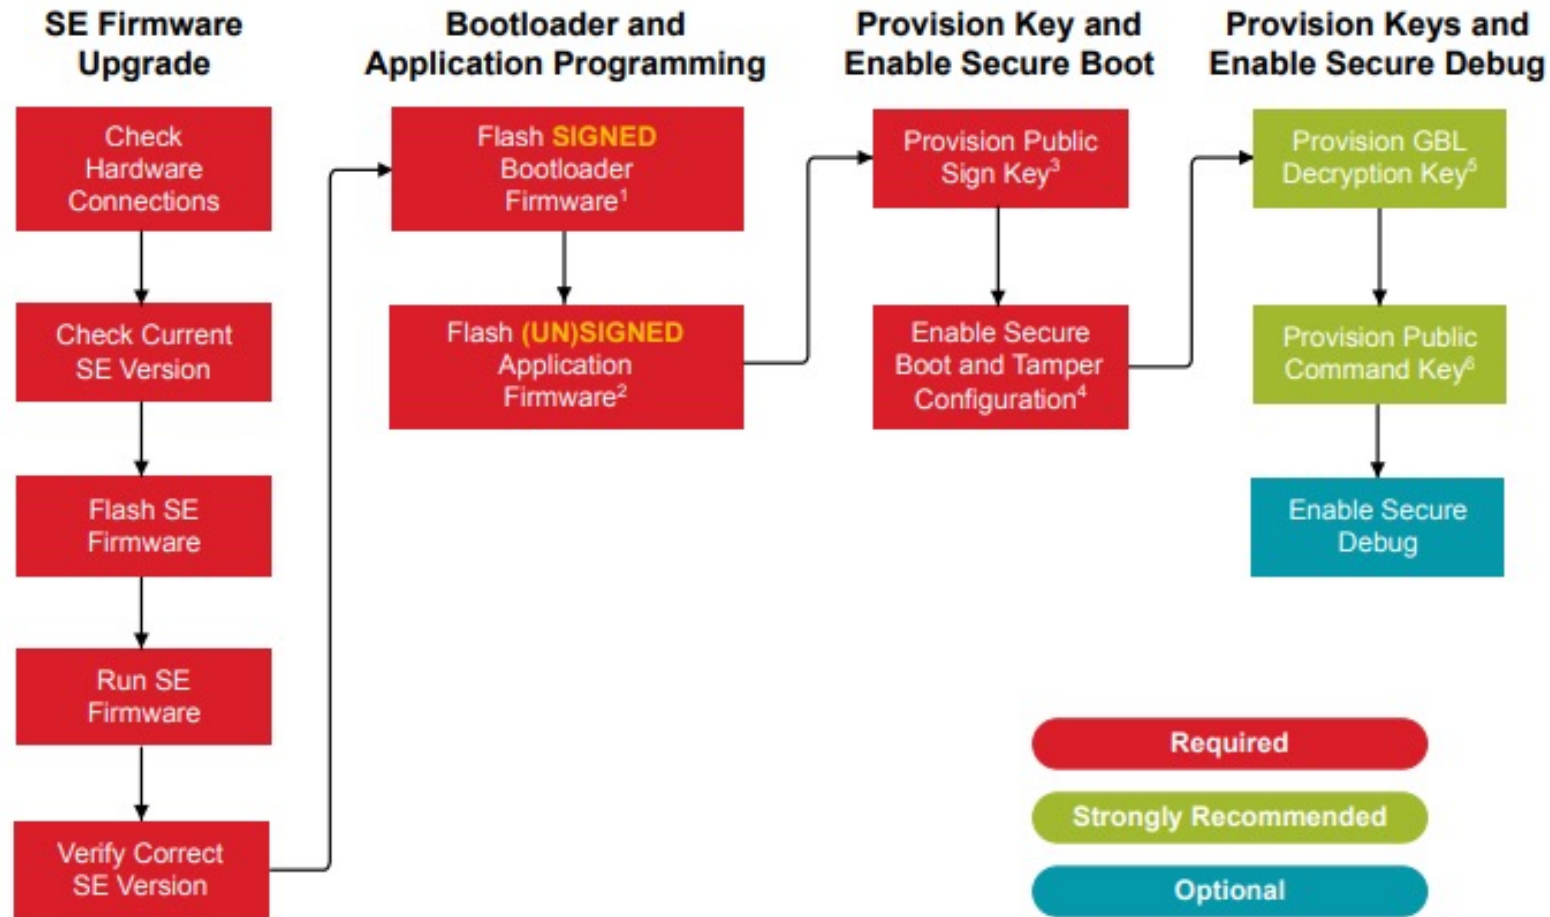 SE Firmware
Upgrade
Check
Hardware
Connections
Check Current
SE Version
Flash SE
Firmware
Run SE
Firmware
Verify Correct
SE Version
Bootloader and
Application Programming
Flash SIGNED
Bootloader
Firmware¹
Flash (UN)SIGNED
Application
Firmware²
Provision Key and
Enable Secure Boot
Provision Public
Sign Key³
Enable Secure
Boot and Tamper
Configuration⁴
Provision Keys and
Enable Secure Debug
Provision GBL
Decryption Key⁵
Provision Public
Command Key⁶
Enable Secure
Debug
Required
Strongly Recommended
Optional